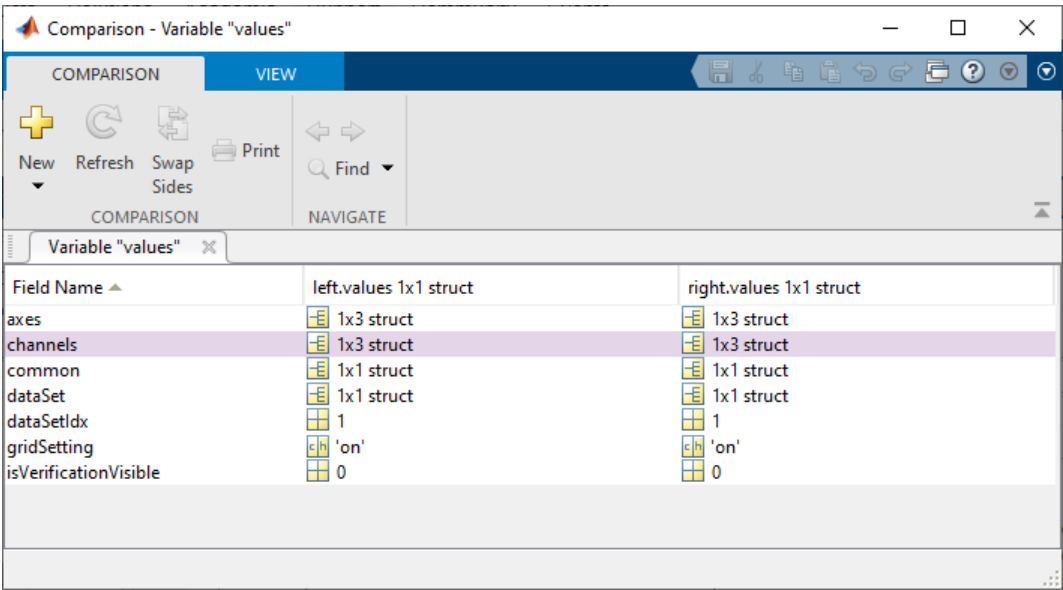 Comparison - Variable "values"
COMPARISON VIEW
New Refresh Swap Sides Print Find
COMPARISON NAVIGATE
Variable "values"
Field Name left.values 1x1 struct right.values 1x1 struct
axes 1x3 struct 1x3 struct
channels 1x3 struct 1x3 struct
common 1x1 struct 1x1 struct
dataSet 1x1 struct 1x1 struct
dataSetIdx 1 1
gridSetting ch 'on' ch 'on'
isVerificationVisible 0 0